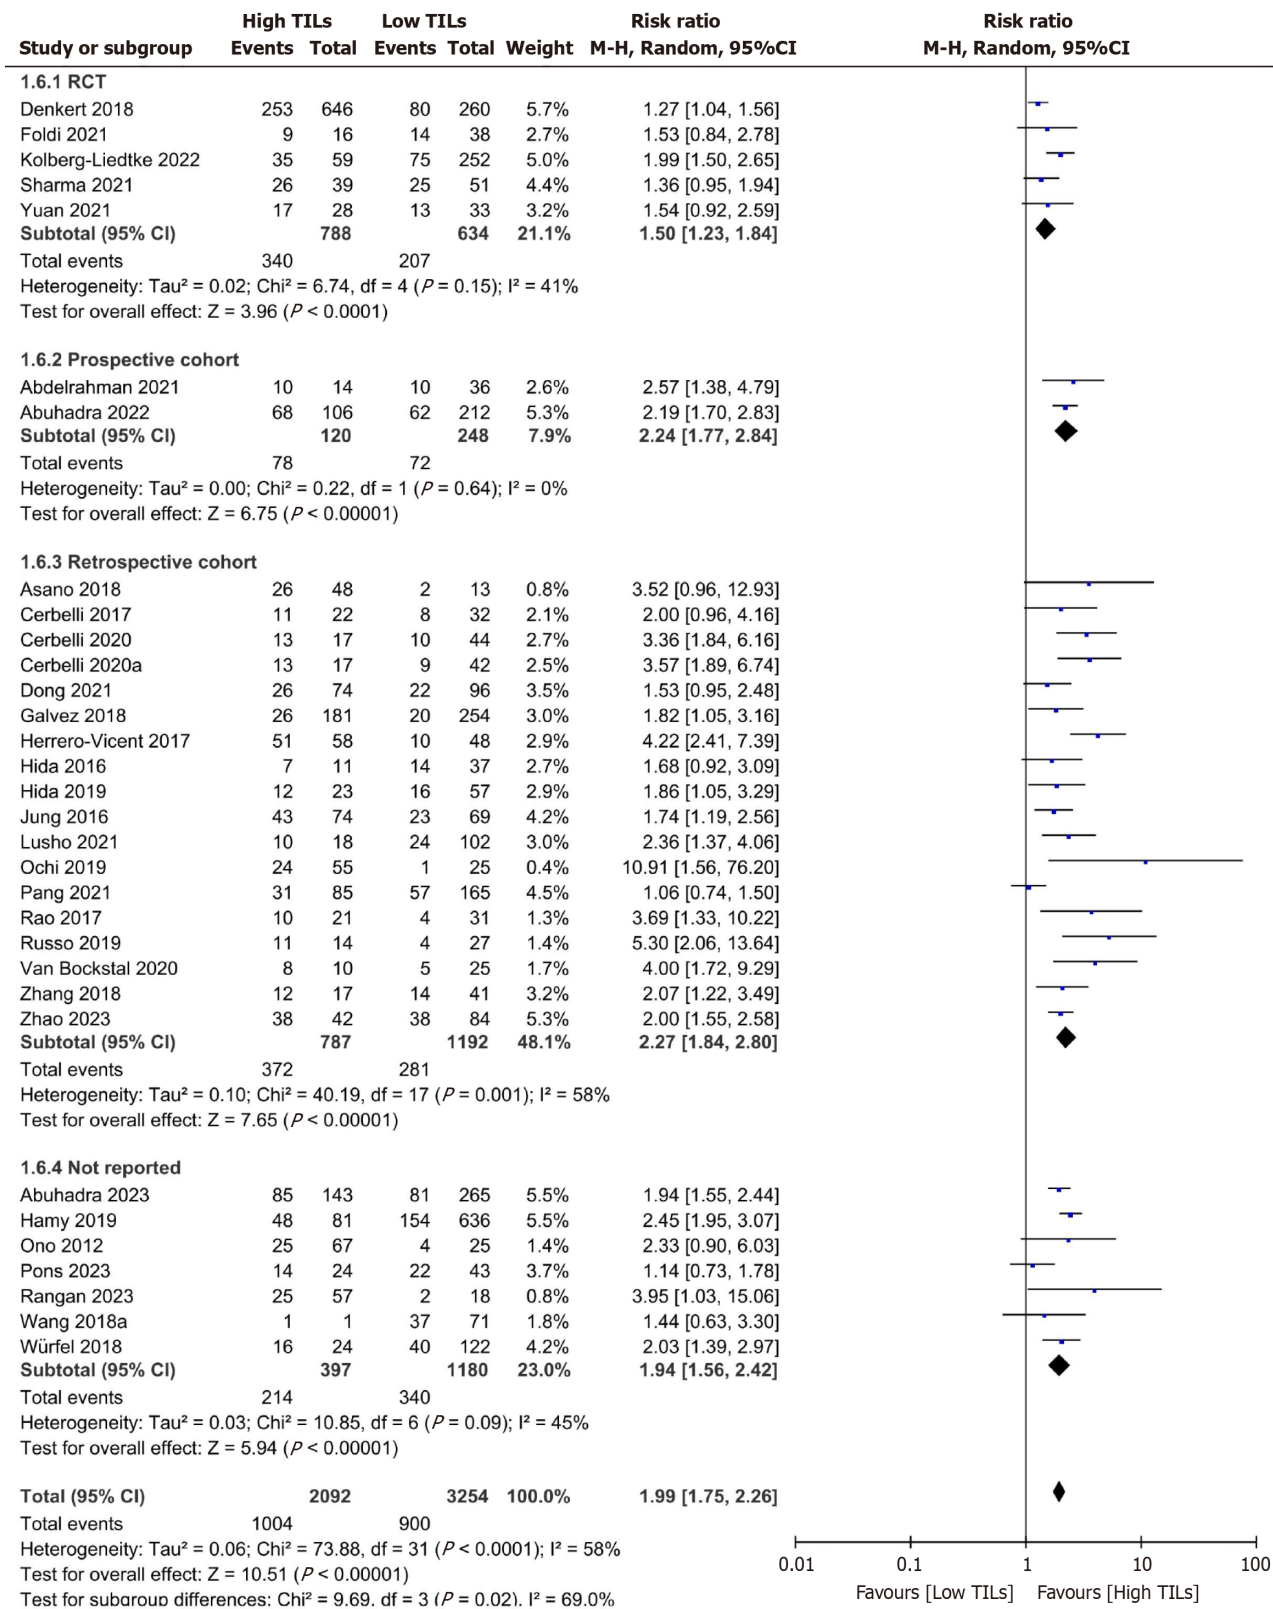 High TILs Low TILs Risk ratio Risk ratio
Study or subgroup Events Total Events Total Weight M-H, Random, 95%CI M-H, Random, 95%CI
1.6.1 RCT
Denkert 2018 253 646 80 260 5.7% 1.27 [1.04, 1.56]
Foldi 2021 9 16 14 38 2.7% 1.53 [0.84, 2.78]
Kolberg-Liedtke 2022 35 59 75 252 5.0% 1.99 [1.50, 2.65]
Sharma 2021 26 39 25 51 4.4% 1.36 [0.95, 1.94]
Yuan 2021 17 28 13 33 3.2% 1.54 [0.92, 2.59]
Subtotal (95% CI) 788 634 21.1% 1.50 [1.23, 1.84]
Total events 340 207
Heterogeneity: Tau² = 0.02; Chi² = 6.74, df = 4 (P = 0.15); I² = 41%
Test for overall effect: Z = 3.96 (P < 0.0001)
1.6.2 Prospective cohort
Abdelrahman 2021 10 14 10 36 2.6% 2.57 [1.38, 4.79]
Abuhadra 2022 68 106 62 212 5.3% 2.19 [1.70, 2.83]
Subtotal (95% CI) 120 248 7.9% 2.24 [1.77, 2.84]
Total events 78 72
Heterogeneity: Tau² = 0.00; Chi² = 0.22, df = 1 (P = 0.64); I² = 0%
Test for overall effect: Z = 6.75 (P < 0.00001)
1.6.3 Retrospective cohort
Asano 2018 26 48 2 13 0.8% 3.52 [0.96, 12.93]
Cerbelli 2017 11 22 8 32 2.1% 2.00 [0.96, 4.16]
Cerbelli 2020 13 17 10 44 2.7% 3.36 [1.84, 6.16]
Cerbelli 2020a 13 17 9 42 2.5% 3.57 [1.89, 6.74]
Dong 2021 26 74 22 96 3.5% 1.53 [0.95, 2.48]
Galvez 2018 26 181 20 254 3.0% 1.82 [1.05, 3.16]
Herrero-Vicent 2017 51 58 10 48 2.9% 4.22 [2.41, 7.39]
Hida 2016 7 11 14 37 2.7% 1.68 [0.92, 3.09]
Hida 2019 12 23 16 57 2.9% 1.86 [1.05, 3.29]
Jung 2016 43 74 23 69 4.2% 1.74 [1.19, 2.56]
Lusho 2021 10 18 24 102 3.0% 2.36 [1.37, 4.06]
Ochi 2019 24 55 1 25 0.4% 10.91 [1.56, 76.20]
Pang 2021 31 85 57 165 4.5% 1.06 [0.74, 1.50]
Rao 2017 10 21 4 31 1.3% 3.69 [1.33, 10.22]
Russo 2019 11 14 4 27 1.4% 5.30 [2.06, 13.64]
Van Bockstal 2020 8 10 5 25 1.7% 4.00 [1.72, 9.29]
Zhang 2018 12 17 14 41 3.2% 2.07 [1.22, 3.49]
Zhao 2023 38 42 38 84 5.3% 2.00 [1.55, 2.58]
Subtotal (95% CI) 787 1192 48.1% 2.27 [1.84, 2.80]
Total events 372 281
Heterogeneity: Tau² = 0.10; Chi² = 40.19, df = 17 (P = 0.001); I² = 58%
Test for overall effect: Z = 7.65 (P < 0.00001)
1.6.4 Not reported
Abuhadra 2023 85 143 81 265 5.5% 1.94 [1.55, 2.44]
Hamy 2019 48 81 154 636 5.5% 2.45 [1.95, 3.07]
Ono 2012 25 67 4 25 1.4% 2.33 [0.90, 6.03]
Pons 2023 14 24 22 43 3.7% 1.14 [0.73, 1.78]
Rangan 2023 25 57 2 18 0.8% 3.95 [1.03, 15.06]
Wang 2018a 1 1 37 71 1.8% 1.44 [0.63, 3.30]
Würfel 2018 16 24 40 122 4.2% 2.03 [1.39, 2.97]
Subtotal (95% CI) 397 1180 23.0% 1.94 [1.56, 2.42]
Total events 214 340
Heterogeneity: Tau² = 0.03; Chi² = 10.85, df = 6 (P = 0.09); I² = 45%
Test for overall effect: Z = 5.94 (P < 0.00001)
Total (95% CI) 2092 3254 100.0% 1.99 [1.75, 2.26]
Total events 1004 900
Heterogeneity: Tau² = 0.06; Chi² = 73.88, df = 31 (P < 0.0001); I² = 58%
Test for overall effect: Z = 10.51 (P < 0.00001)
Test for subgroup differences: Chi² = 9.69, df = 3 (P = 0.02), I² = 69.0%
0.01 0.1 1 10 100
Favours [Low TILs] Favours [High TILs]